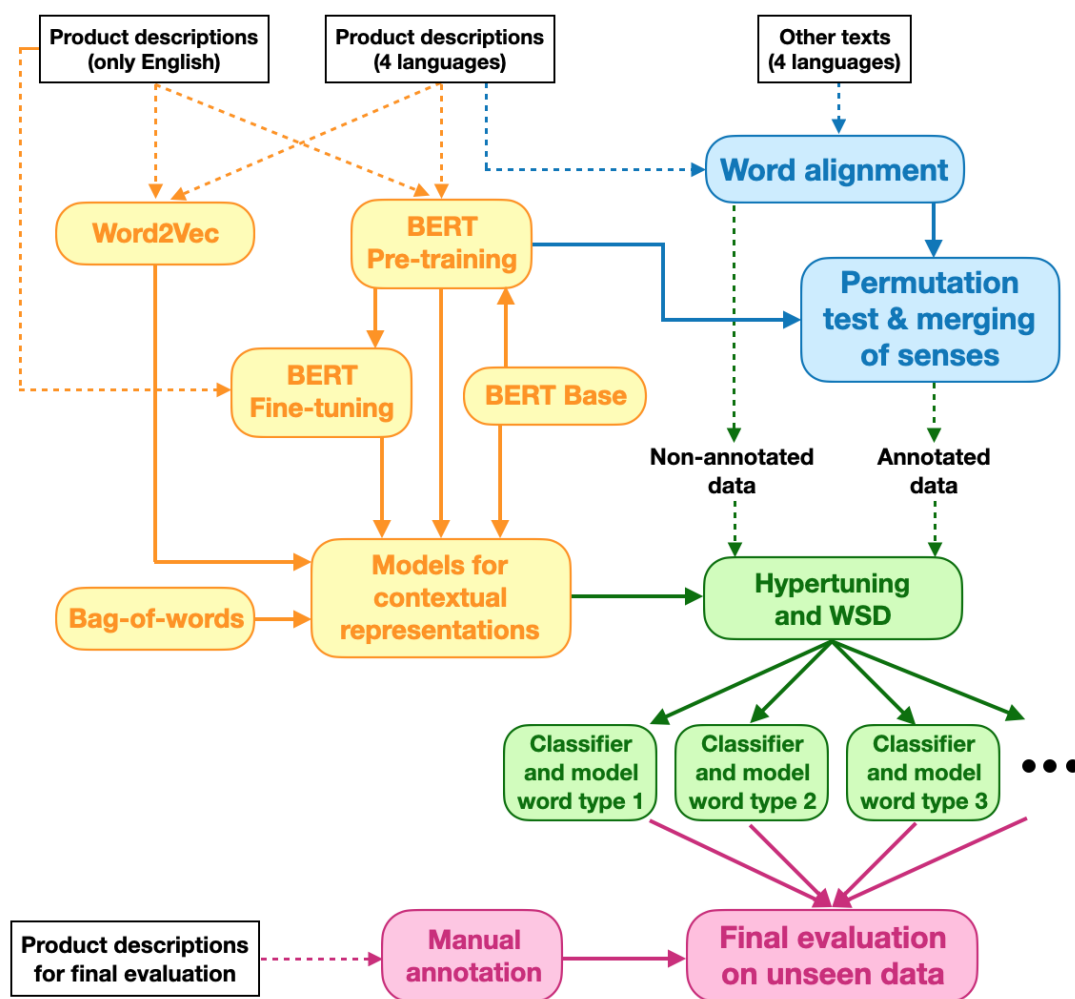 Product descriptions
(only English)
Product descriptions
(4 languages)
Other texts
(4 languages)
Word alignment
Word2Vec
BERT
Pre-training
Permutation
test & merging
of senses
BERT
Fine-tuning
BERT Base
Non-annotated
data
Annotated
data
Models for
contextual
representations
Bag-of-words
Hypertuning
and WSD
Classifier
and model
word type 1
Classifier
and model
word type 2
Classifier
and model
word type 3
•••
Product descriptions
for final evaluation
Manual
annotation
Final evaluation
on unseen data